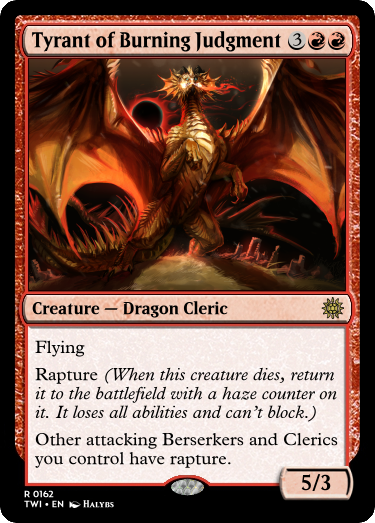 Tyrant of Burning Judgment 3
Creature — Dragon Cleric
Flying
Rapture (When this creature dies, return
it to the battlefield with a haze counter on
it. It loses all abilities and can't block.)
Other attacking Berserkers and Clerics
you control have rapture.
5/3
R 0162
TWI • EN Halybs